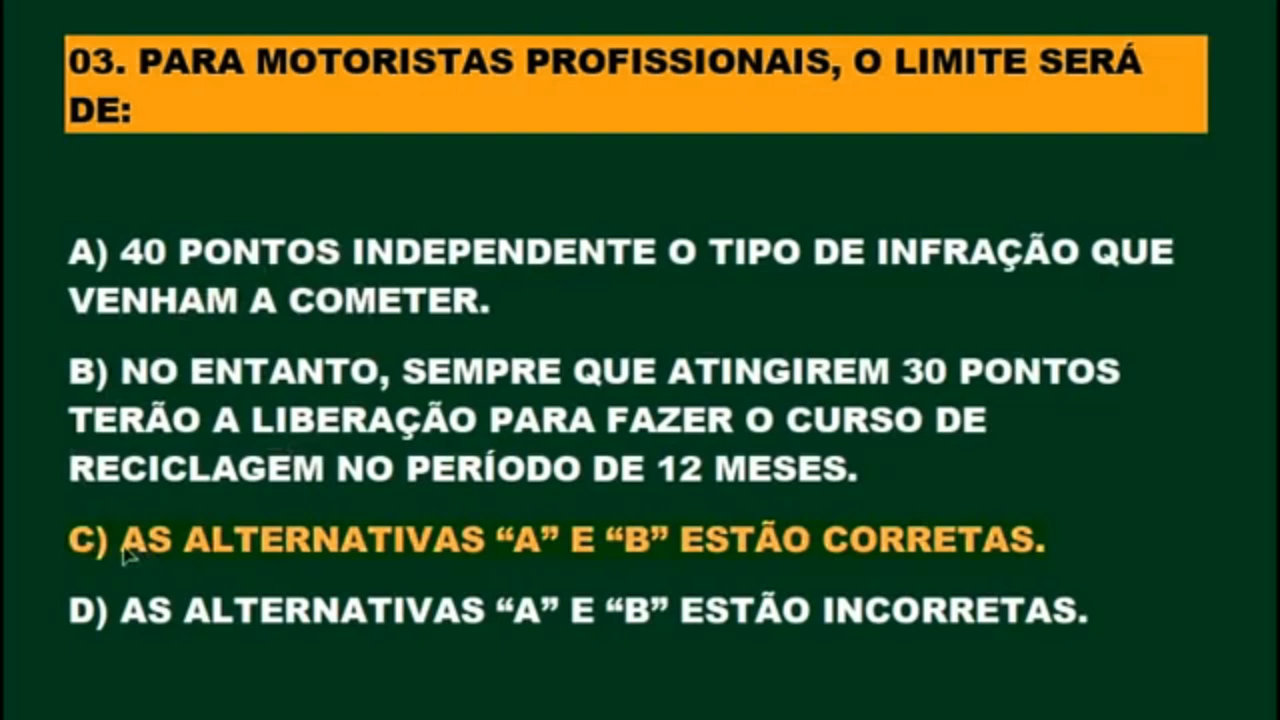 03. PARA MOTORISTAS PROFISSIONAIS, O LIMITE SERÁ
DE:
A) 40 PONTOS INDEPENDENTE O TIPO DE INFRAÇÃO QUE
VENHAM A COMETER.
B) NO ENTANTO, SEMPRE QUE ATINGIREM 30 PONTOS
TERÃO A LIBERAÇÃO PARA FAZER O CURSO DE
RECICLAGEM NO PERÍODO DE 12 MESES.
C) AS ALTERNATIVAS “A” E “B” ESTÃO CORRETAS.
D) AS ALTERNATIVAS “A” E “B” ESTÃO INCORRETAS.